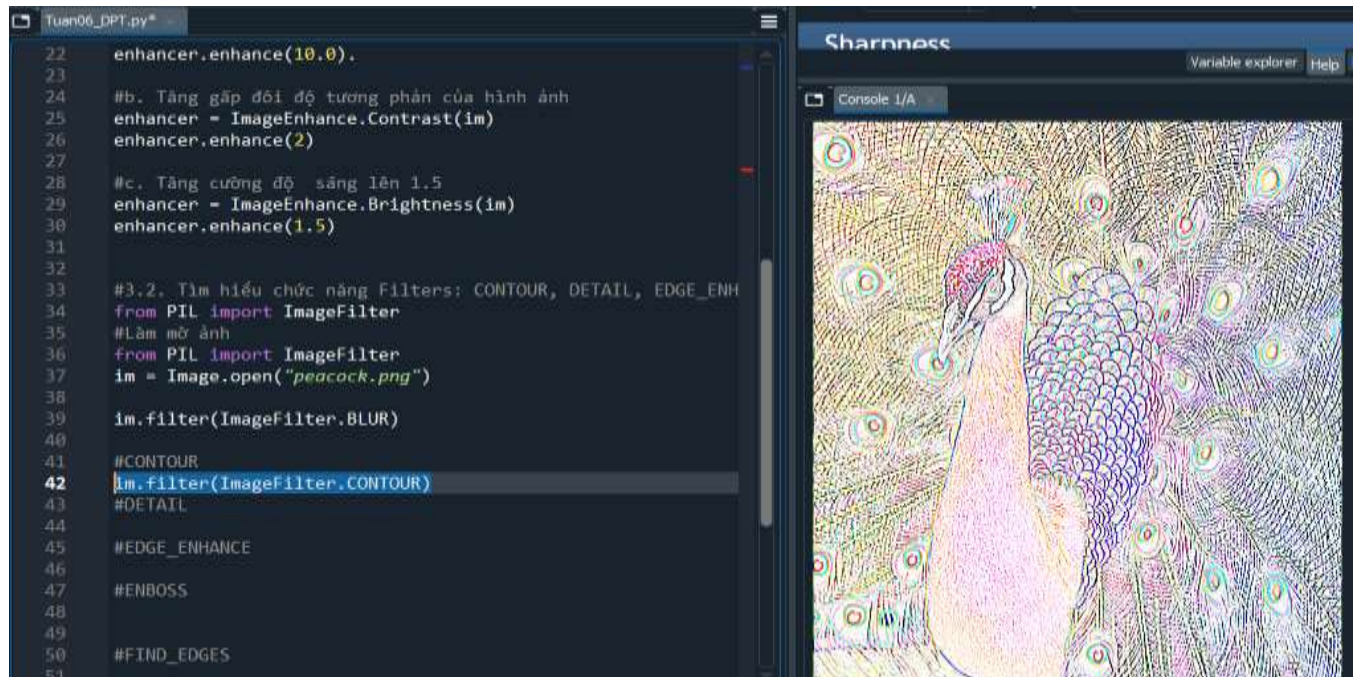 Tuan06_DPT.py*
22 enhancer.enhance(10.0).
23
24 #b. Tăng gấp đôi độ tương phản của hình ảnh
25 enhancer = ImageEnhance.Contrast(im)
26 enhancer.enhance(2)
27
28 #c. Tăng cường độ sáng lên 1.5
29 enhancer = ImageEnhance.Brightness(im)
30 enhancer.enhance(1.5)
31
32
33 #3.2. Tìm hiểu chức năng Filters: CONTOUR, DETAIL, EDGE_ENH
34 from PIL import ImageFilter
35 #Làm mờ ảnh
36 from PIL import ImageFilter
37 im = Image.open("peacock.png")
38
39 im.filter(ImageFilter.BLUR)
40
41 #CONTOUR
42 im.filter(ImageFilter.CONTOUR)
43 #DETAIL
44
45 #EDGE_ENHANCE
46
47 #ENBOSS
48
49
50 #FIND_EDGES
51
Sharpness
Variable explorer Help
Console 1/A